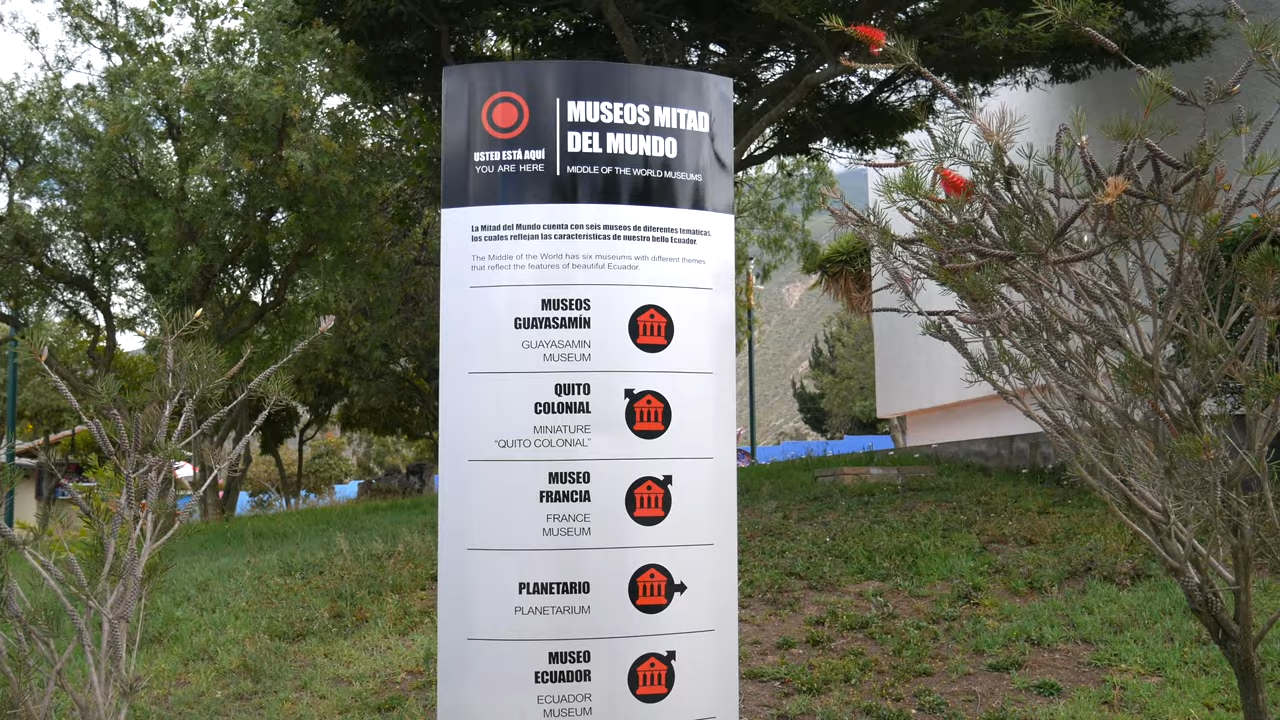 USTED ESTÁ AQUÍ
YOU ARE HERE
MUSEOS MITAD
DEL MUNDO
MIDDLE OF THE WORLD MUSEUMS
La Mitad del Mundo cuenta con seis museos de diferentes temáticas,
los cuales reflejan las características de nuestro bello Ecuador.
The Middle of the World has six museums with different themes
that reflect the features of beautiful Ecuador.
MUSEOS
GUAYASAMÍN
GUAYASAMIN
MUSEUM
QUITO
COLONIAL
MINIATURE
"QUITO COLONIAL"
MUSEO
FRANCIA
FRANCE
MUSEUM
PLANETARIO
PLANETARIUM
MUSEO
ECUADOR
ECUADOR
MUSEUM